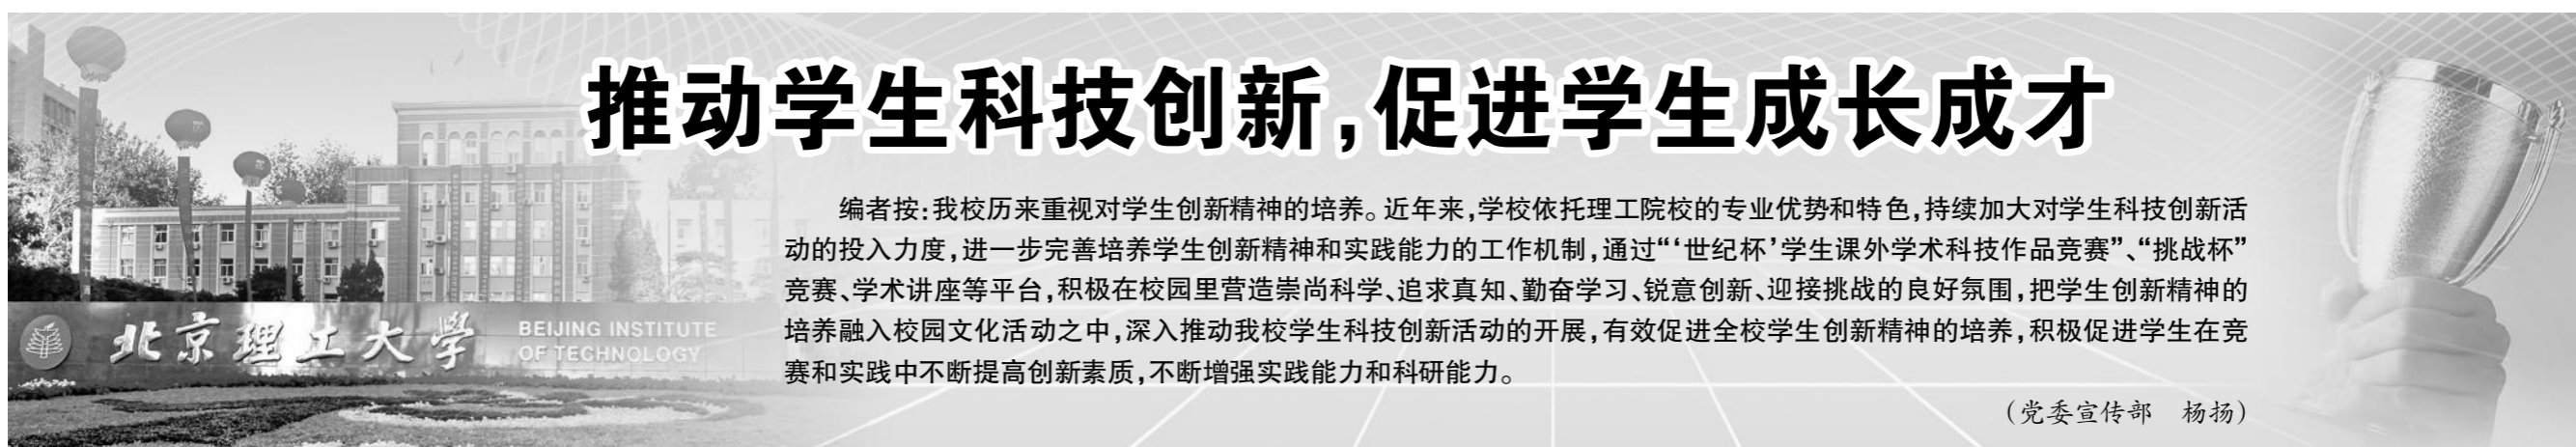 推动学生科技创新，促进学生成长成才
编者按：我校历来重视对学生创新精神的培养。近年来，学校依托理工院校的专业优势和特色，持续加大对学生科技创新活
动的投入力度，进一步完善培养学生创新精神和实践能力的工作机制，通过“‘世纪杯’学生课外学术科技作品竞赛”、“挑战杯”
竞赛、学术讲座等平台，积极在校园里营造崇尚科学、追求真知、勤奋学习、锐意创新、迎接挑战的良好氛围，把学生创新精神的
培养融入校园文化活动之中，深入推动我校学生科技创新活动的开展，有效促进全校学生创新精神的培养，积极促进学生在竞
赛和实践中不断提高创新素质，不断增强实践能力和科研能力。
（党委宣传部　杨扬）
北京理工大学
BEIJING INSTITUTE
OF TECHNOLOGY